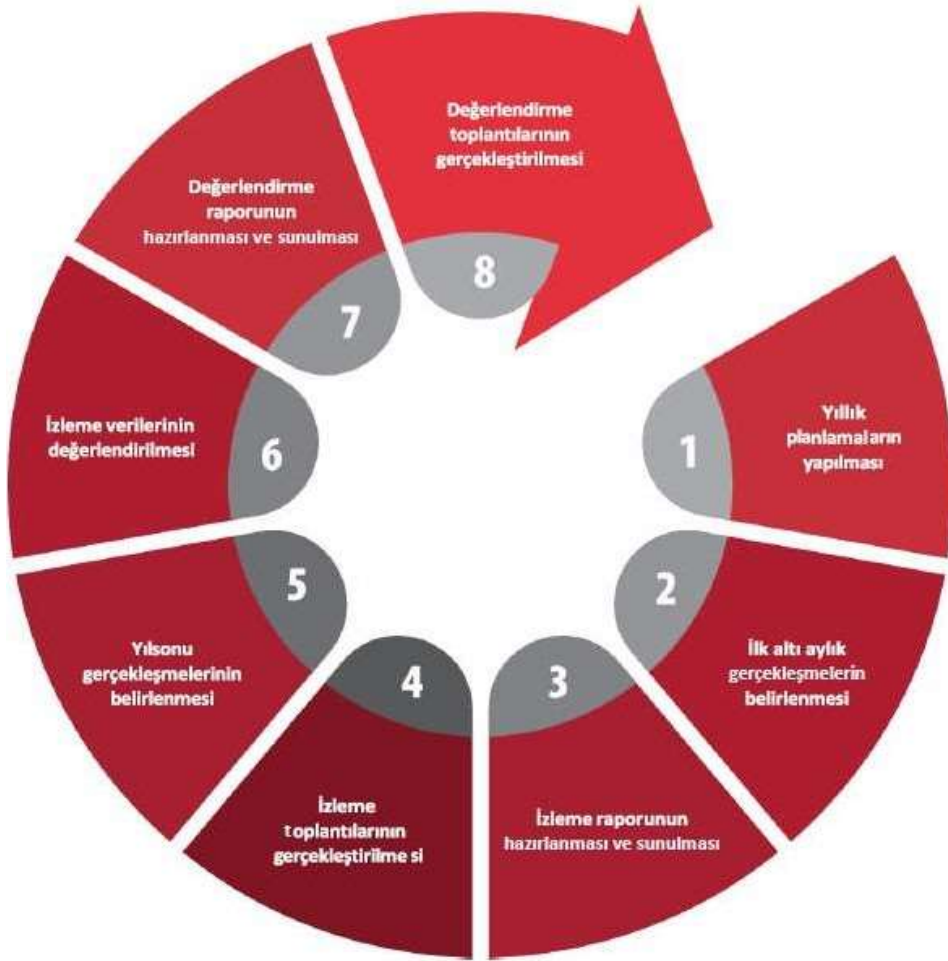 1
Yıllık
planlamaların
yapılması
2
İlk altı aylık
gerçekleşmelerin
belirlenmesi
3
İzleme raporunun
hazırlanması ve sunulması
4
İzleme
toplantılarının
gerçekleştirilme si
5
Yılsonu
gerçekleşmelerinin
belirlenmesi
6
İzleme verilerinin
değerlendirilmesi
7
Değerlendirme
raporunun
hazırlanması ve sunulması
8
Değerlendirme
toplantılarının
gerçekleştirilmesi